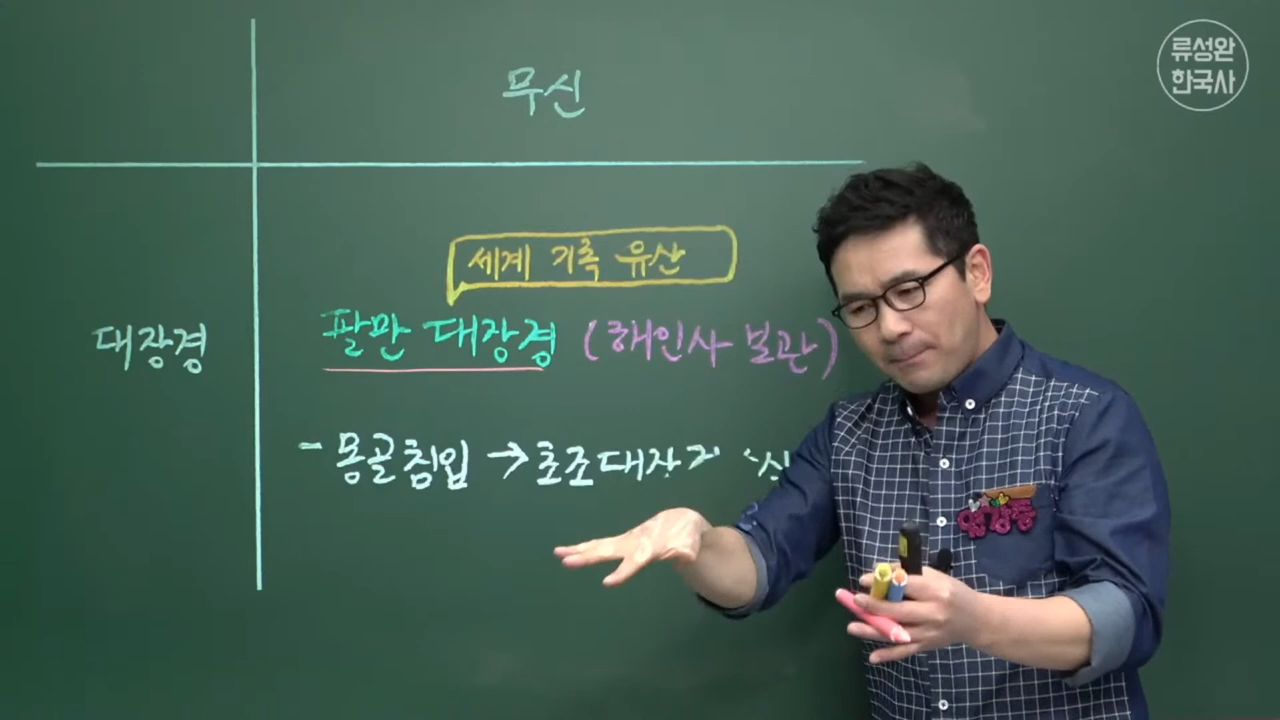 류성완
한국사
무신
세계 기록 유산
대장경
팔만 대장경 (해인사 보관)
- 몽골침입 → 초조대장